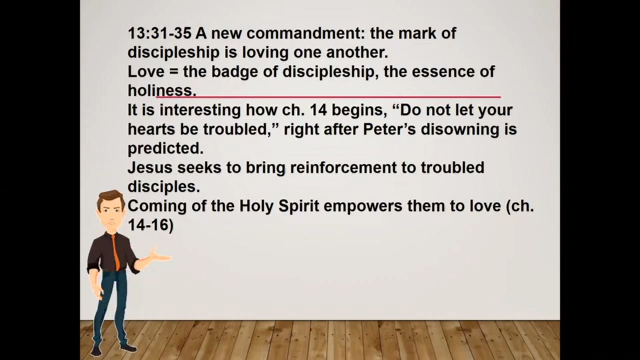 13:31-35 A new commandment: the mark of
discipleship is loving one another.
Love = the badge of discipleship, the essence of
holiness.
It is interesting how ch. 14 begins, “Do not let your
hearts be troubled,” right after Peter’s disowning is
predicted.
Jesus seeks to bring reinforcement to troubled
disciples.
Coming of the Holy Spirit empowers them to love (ch.
14-16)